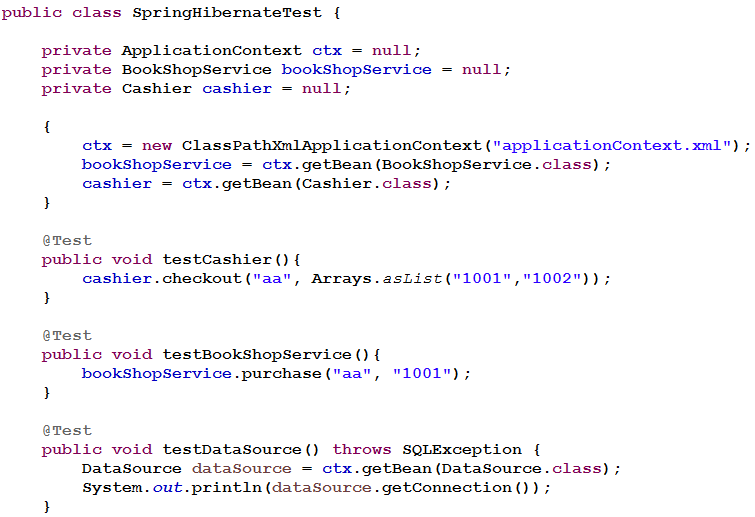 public class SpringHibernateTest {
private ApplicationContext ctx = null;
private BookShopService bookShopService = null;
private Cashier cashier = null;
{
ctx = new ClassPathXmlApplicationContext("applicationContext.xml");
bookShopService = ctx.getBean(BookShopService.class);
cashier = ctx.getBean(Cashier.class);
}
@Test
public void testCashier(){
cashier.checkout("aa", Arrays.asList("1001","1002"));
}
@Test
public void testBookShopService(){
bookShopService.purchase("aa", "1001");
}
@Test
public void testDataSource() throws SQLException {
DataSource dataSource = ctx.getBean(DataSource.class);
System.out.println(dataSource.getConnection());
}